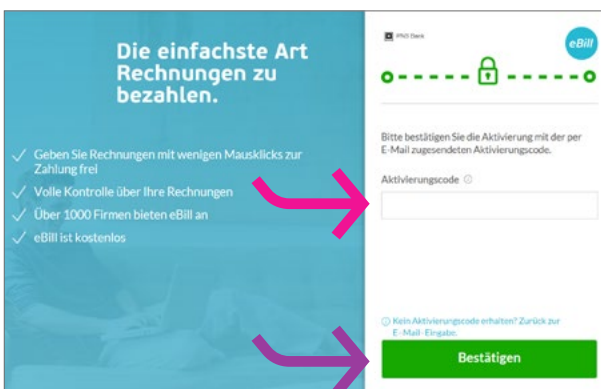 Die einfachste Art
Rechnungen zu
bezahlen.
Geben Sie Rechnungen mit wenigen Mausklicks zur
Zahlung frei
Volle Kontrolle über Ihre Rechnungen
Über 1000 Firmen bieten eBill an
eBill ist kostenlos
eBill
Bitte bestätigen Sie die Aktivierung mit der per
E-Mail zugesendeten Aktivierungscode.
Aktivierungscode
Kein Aktivierungscode erhalten? Zurück zur
E-Mail-Eingabe.
Bestätigen